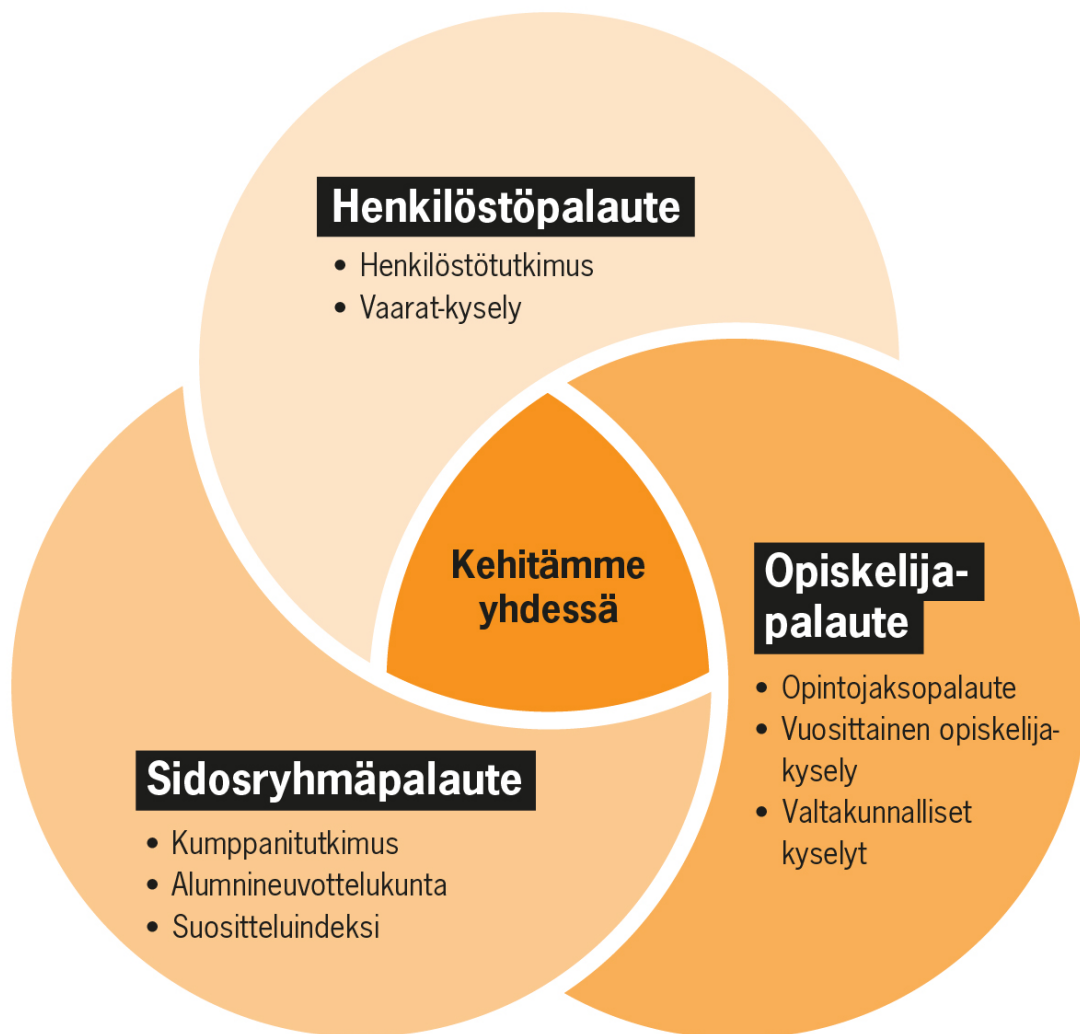 Henkilöstöpalaute
• Henkilöstötutkimus
• Vaarat-kysely
Kehitämme
yhdessä
Opiskelija-
palaute
• Opintojaksopalaute
• Vuosittainen opiskelija-
kysely
• Valtakunnalliset
kyselyt
Sidosryhmäpalaute
• Kumppanitutkimus
• Alumnineuvottelukunta
• Suositteluindeksi